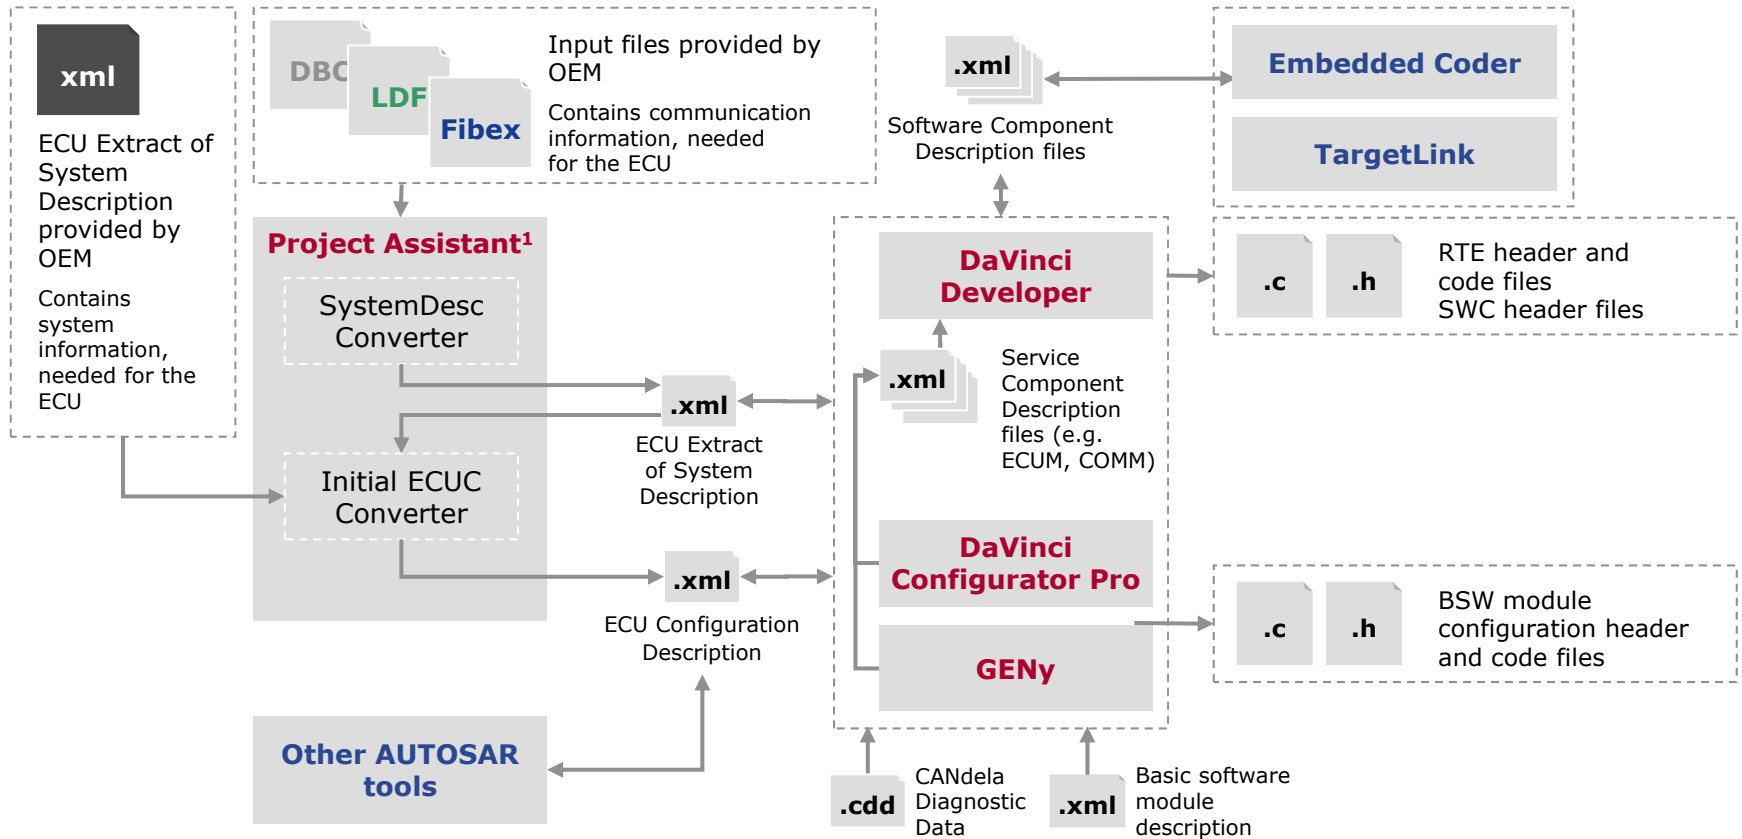 xml
ECU Extract of
System
Description
provided by
OEM
Contains
system
information,
needed for the
ECU
DBC
LDF
Fibex
Input files provided by
OEM
Contains communication
information, needed
for the ECU
.xml
Software Component
Description files
Embedded Coder
TargetLink
Project Assistant¹
SystemDesc
Converter
Initial ECUC
Converter
.xml
ECU Extract
of System
Description
.xml
ECU Configuration
Description
Other AUTOSAR
tools
DaVinci
Developer
.xml
Service
Component
Description
files (e.g.
ECUM, COMM)
DaVinci
Configurator Pro
GENy
.c
.h
RTE header and
code files
SWC header files
.c
.h
BSW module
configuration header
and code files
.cdd
CANdela
Diagnostic
Data
.xml
Basic software
module
description